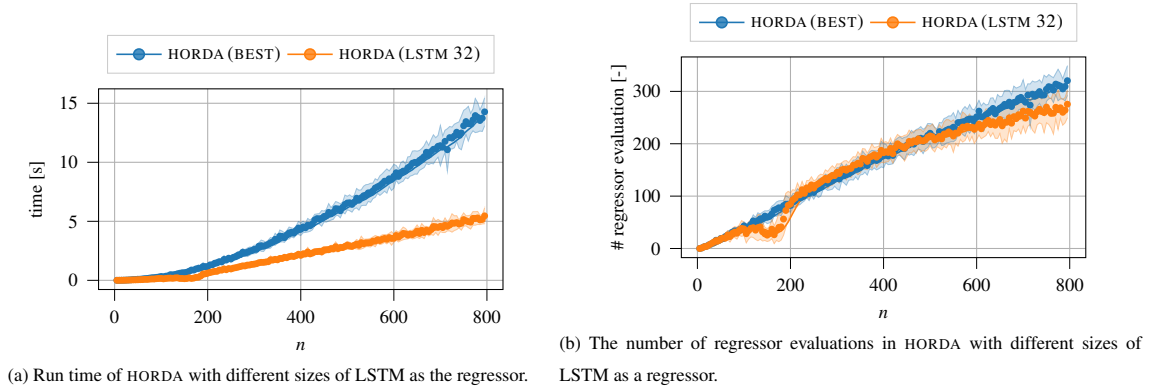 HORDA (BEST) HORDA (LSTM 32)
15
10
5
0
time [s]
0 200 400 600 800
n
(a) Run time of HORDA with different sizes of LSTM as the regressor.
HORDA (BEST) HORDA (LSTM 32)
300
200
100
0
# regressor evaluation [-]
0 200 400 600 800
n
(b) The number of regressor evaluations in HORDA with different sizes of
LSTM as a regressor.